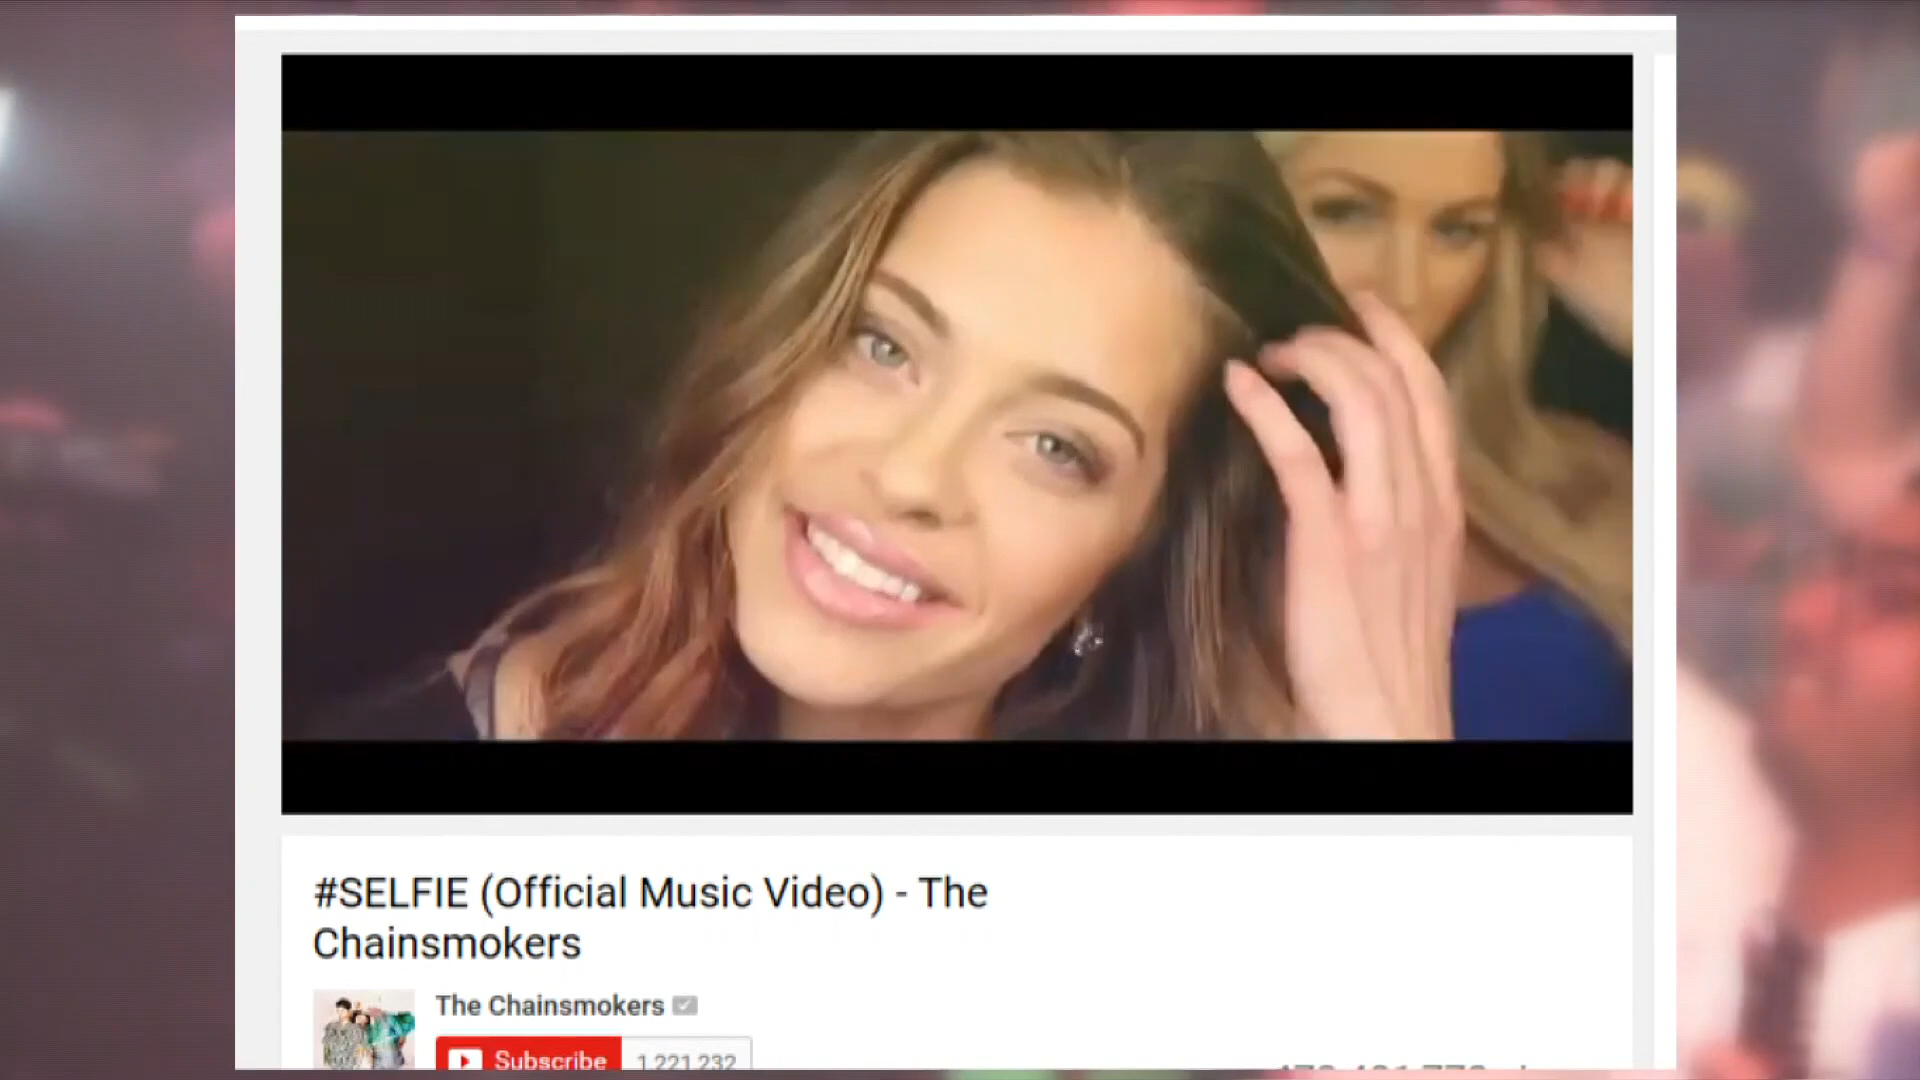 #SELFIE (Official Music Video) - The
Chainsmokers
The Chainsmokers
Subscribe
1,221,232